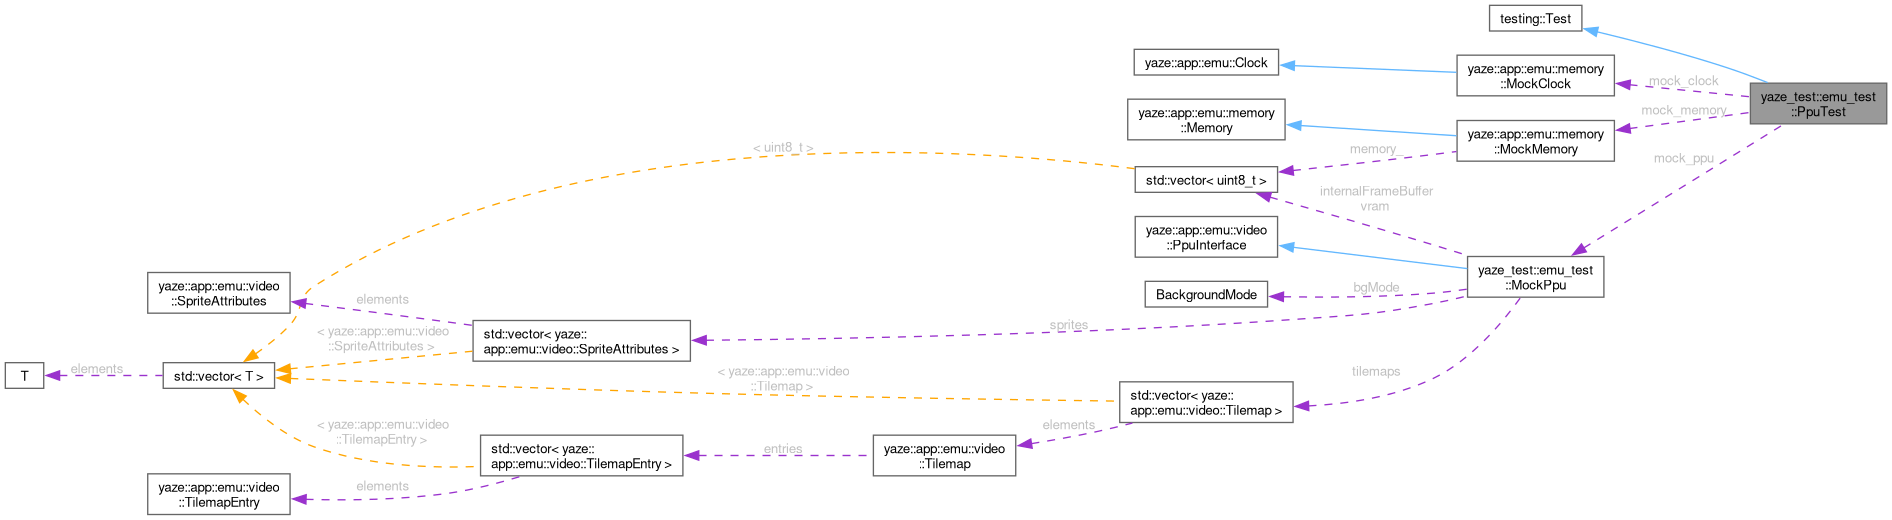 testing::Test
yaze::app::emu::Clock
yaze::app::emu::memory
::MockClock
mock_clock
yaze_test::emu_test
::PpuTest
yaze::app::emu::memory
::Memory
mock_memory
yaze::app::emu::memory
::MockMemory
< uint8_t >
memory_
mock_ppu
std::vector< uint8_t >
internalFrameBuffer
vram
yaze::app::emu::video
::PpuInterface
yaze_test::emu_test
::MockPpu
yaze::app::emu::video
::SpriteAttributes
BackgroundMode
bgMode
elements
sprites
< yaze::app::emu::video
::SpriteAttributes >
std::vector< yaze::
app::emu::video::SpriteAttributes >
T
elements
std::vector< T >
< yaze::app::emu::video
::Tilemap >
tilemaps
std::vector< yaze::
app::emu::video::Tilemap >
< yaze::app::emu::video
::TilemapEntry >
elements
std::vector< yaze::
app::emu::video::TilemapEntry >
entries
yaze::app::emu::video
::Tilemap
yaze::app::emu::video
::TilemapEntry
elements